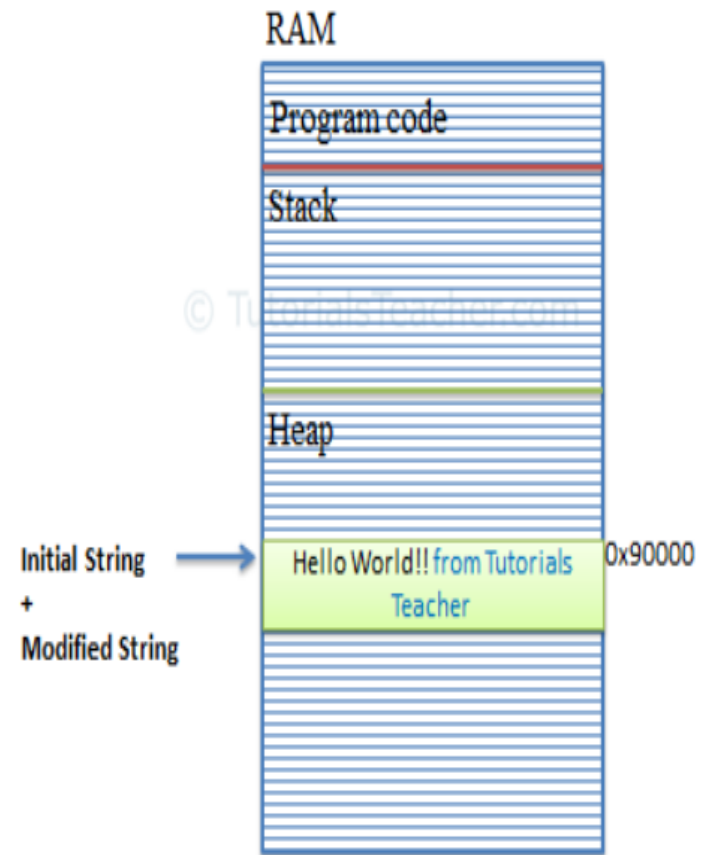 RAM
Program code
Stack
© TutorialsTeacher.com
Heap
Initial String
+
Modified String
Hello World!! from Tutorials
Teacher
0x90000